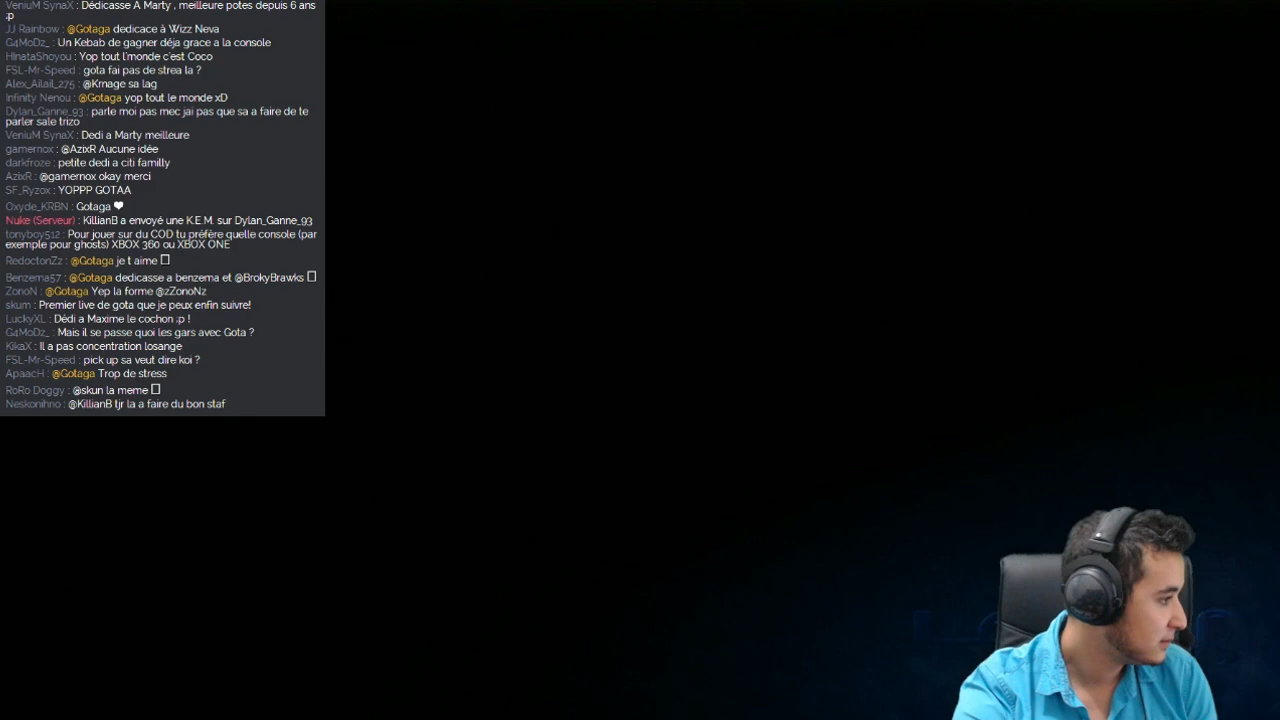 VeniuM SynaX : Dédicasse A Marty , meilleure potes depuis 6 ans
;p
JJ Rainbow : @Gotaga dedicace à Wizz Neva
G4MoDz_ : Un Kebab de gagner déja grace a la console
HInataShoyou : Yop tout l'monde c'est Coco
FSL-Mr-Speed : gota fai pas de strea la ?
Alex_Ailail_275 : @Krnage sa lag
Infinity Nenou : @Gotaga yop tout le monde xD
Dylan_Ganne_93 : parle moi pas mec jai pas que sa a faire de te
parler sale trizo
VeniuM SynaX : Dedi a Marty meilleure
gamernox : @AzixR Aucune idée
darkfroze : petite dedi a citi familly
AzixR : @gamernox okay merci
SF_Ryzox : YOPPP GOTAA
Oxyde_KRBN : Gotaga ❤
Nuke (Serveur) : KillianB a envoyé une K.E.M. sur Dylan_Ganne_93
tonyboy512 : Pour jouer sur du COD tu préfère quelle console (par
exemple pour ghosts) XBOX 360 ou XBOX ONE
RedoctonZz : @Gotaga je t aime
Benzema57 : @Gotaga dedicasse a benzema et @BrokyBrawks
ZonoN : @Gotaga Yep la forme @zZonoNz
skum : Premier live de gota que je peux enfin suivre!
LuckyXL : Dédi a Maxime le cochon ;p !
G4MoDz_ : Mais il se passe quoi les gars avec Gota ?
KikaX : Il a pas concentration losange
FSL-Mr-Speed : pick up sa veut dire koi ?
ApaacH : @Gotaga Trop de stress
RoRo Doggy : @skun la meme
Neskonihno : @KillianB tjr la a faire du bon staf